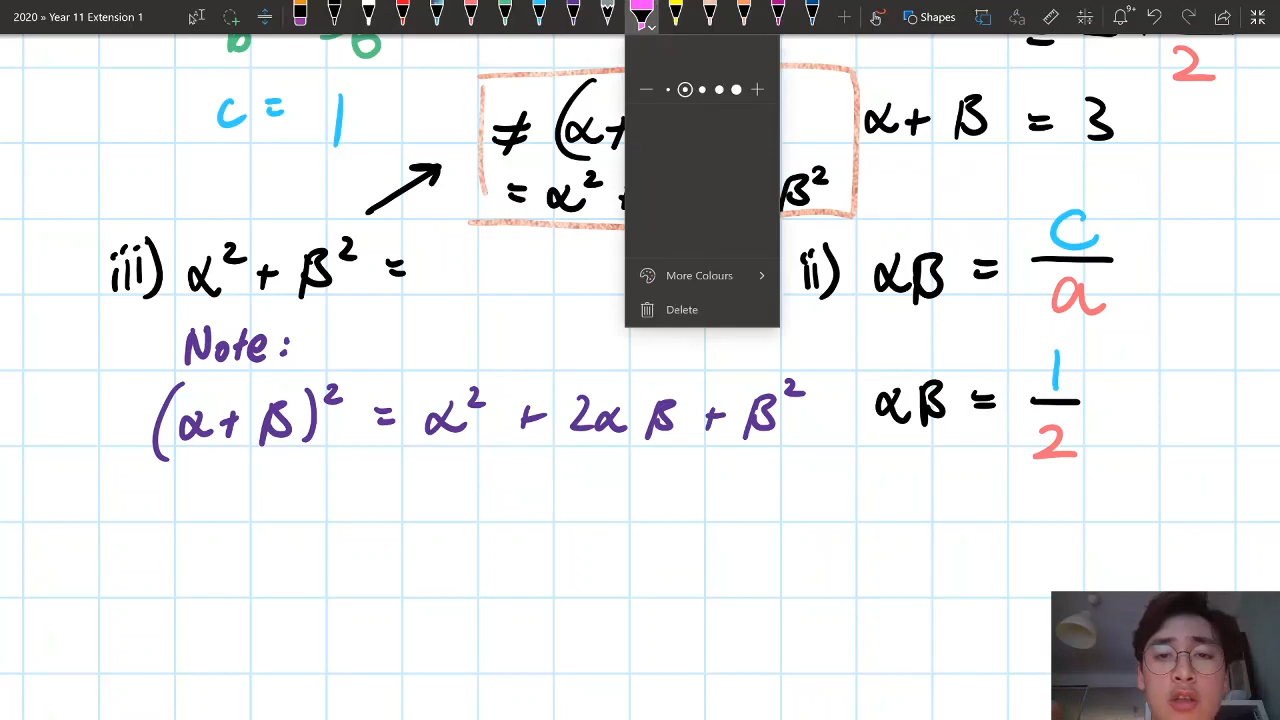 2020 » Year 11 Extension 1
Shapes
9+
2
c = 1
≠ (α+
= α² β²
α + β = 3
More Colours
Delete
iii) α² + β² =
ii) αβ = c/a
Note:
(α + β)² = α² + 2αβ + β²
αβ = 1/2